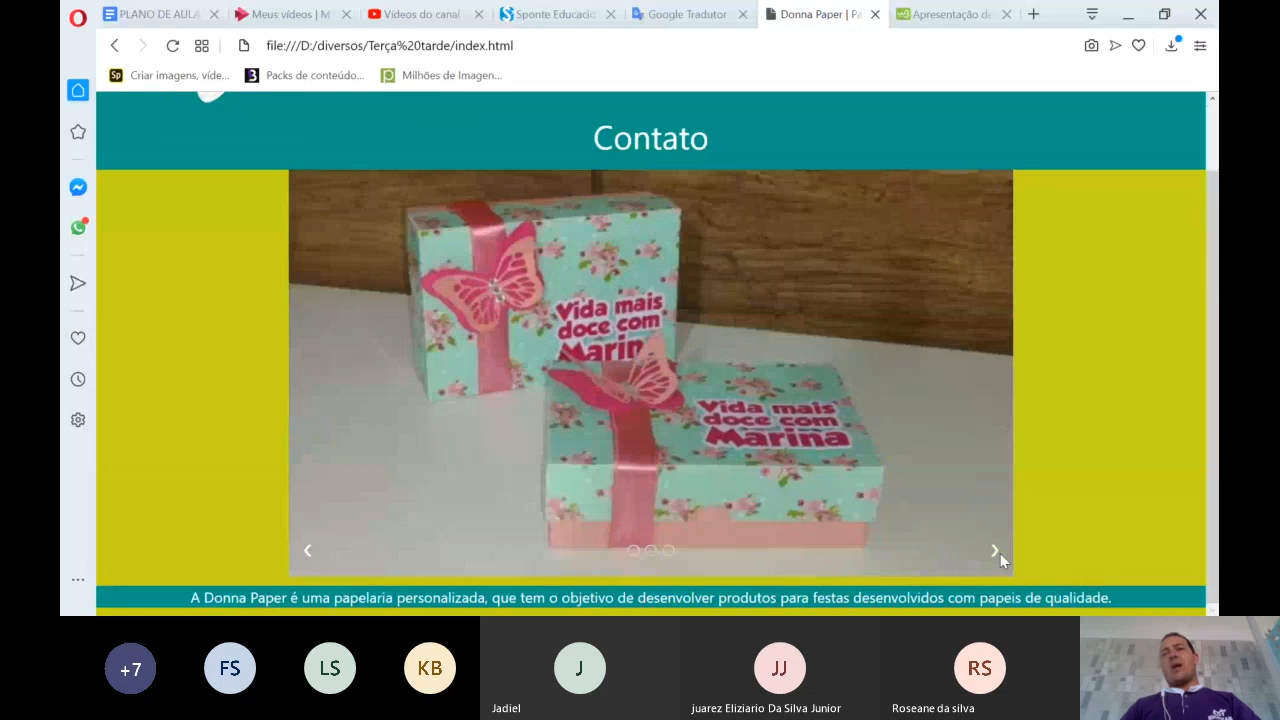 PLANO DE AULA
Meus vídeos | M
Vídeos do canal
Sponte Educacio
Google Tradutor
Donna Paper | Pa
Apresentação da
file:///D:/diversos/Terça%20tarde/index.html
Sp Criar imagens, víde...
Packs de conteúdo...
Milhões de Imagen...
Contato
Vida mais
doce com
Marin
Vida mais
doce com
Marina
A Donna Paper é uma papelaria personalizada, que tem o objetivo de desenvolver produtos para festas desenvolvidos com papeis de qualidade.
+7
FS
LS
KB
J
JJ
RS
Jadiel
juarez Eliziario Da Silva Junior
Roseane da silva